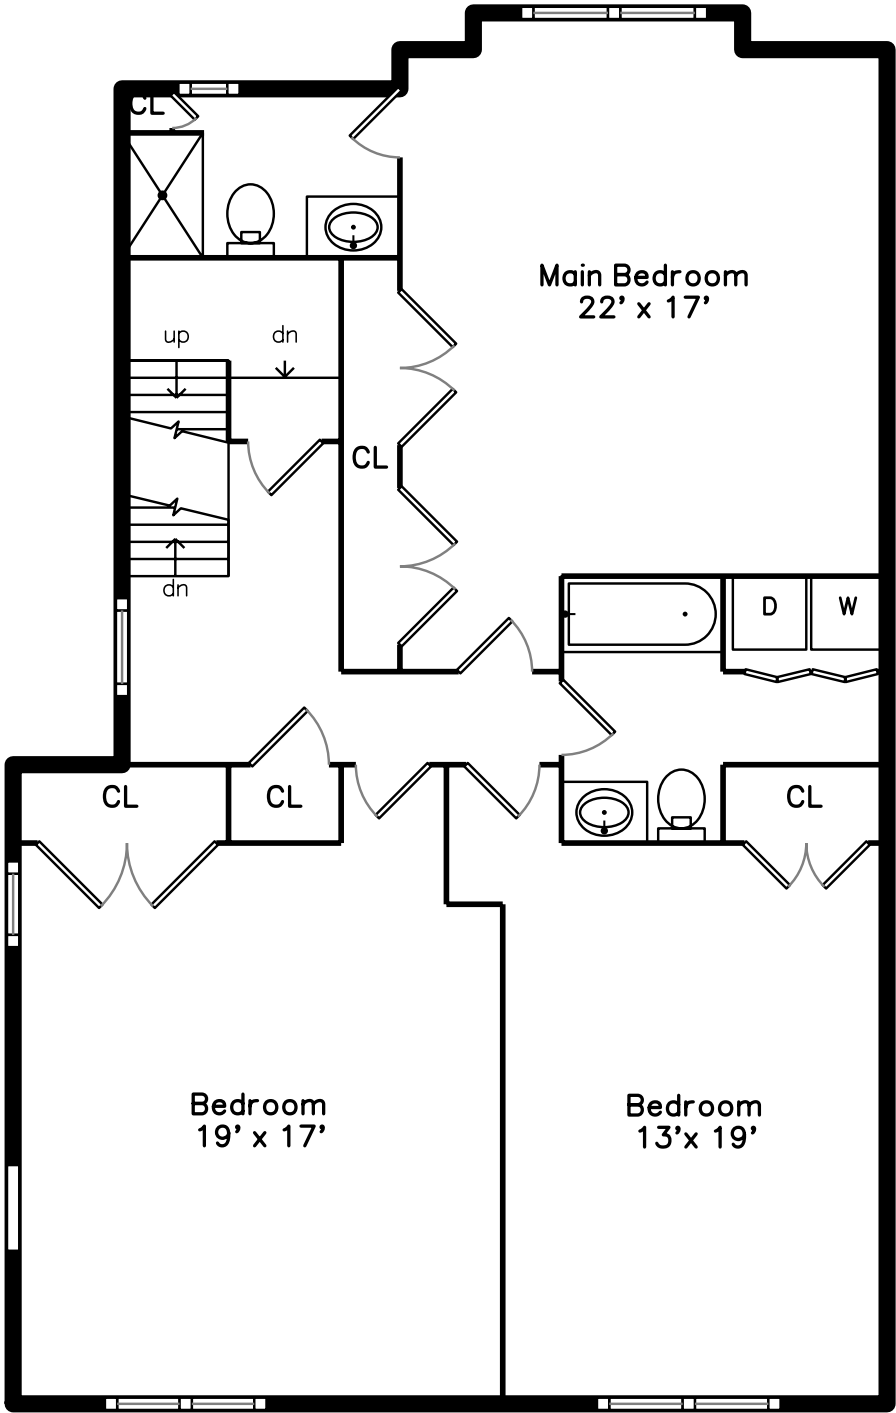 CL
Main Bedroom
22' x 17'
up
dn
CL
dn
D
W
CL
CL
CL
Bedroom
19' x 17'
Bedroom
13'x 19'